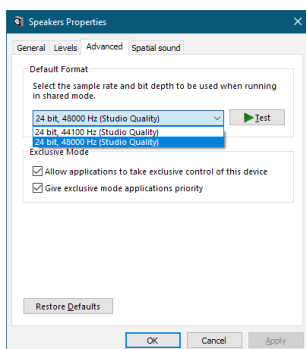 Speakers Properties
General Levels Advanced Spatial sound
Default Format
Select the sample rate and bit depth to be used when running
in shared mode.
24 bit, 48000 Hz (Studio Quality)
Test
24 bit, 44100 Hz (Studio Quality)
24 bit, 48000 Hz (Studio Quality)
Exclusive Mode
Allow applications to take exclusive control of this device
Give exclusive mode applications priority
Restore Defaults
OK Cancel Apply